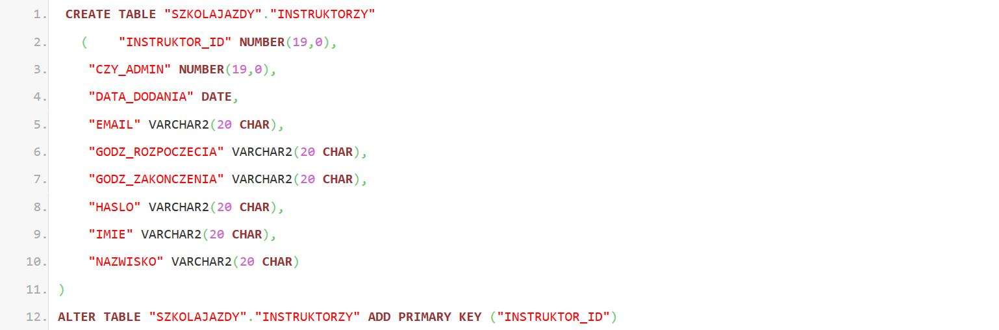 1. CREATE TABLE "SZKOLAJAZDY"."INSTRUKTORZY"
2. ( "INSTRUKTOR_ID" NUMBER(19,0),
3. "CZY_ADMIN" NUMBER(19,0),
4. "DATA_DODANIA" DATE,
5. "EMAIL" VARCHAR2(20 CHAR),
6. "GODZ_ROZPOCZECIA" VARCHAR2(20 CHAR),
7. "GODZ_ZAKONCZENIA" VARCHAR2(20 CHAR),
8. "HASLO" VARCHAR2(20 CHAR),
9. "IMIE" VARCHAR2(20 CHAR),
10. "NAZWISKO" VARCHAR2(20 CHAR)
11. )
12. ALTER TABLE "SZKOLAJAZDY"."INSTRUKTORZY" ADD PRIMARY KEY ("INSTRUKTOR_ID")